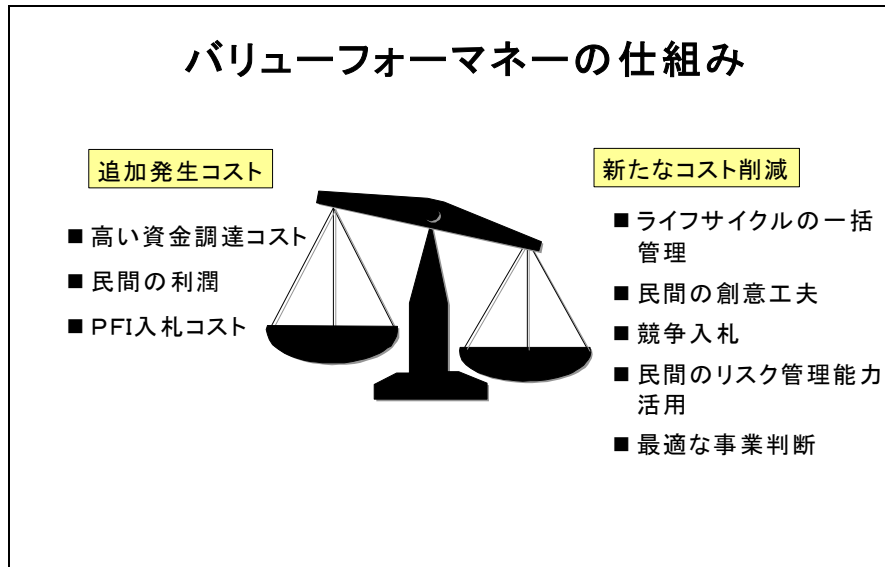 バリューフォーマネーの仕組み
追加発生コスト
■ 高い資金調達コスト
■ 民間の利潤
■ PFI入札コスト
新たなコスト削減
■ ライフサイクルの一括
管理
■ 民間の創意工夫
■ 競争入札
■ 民間のリスク管理能力
活用
■ 最適な事業判断